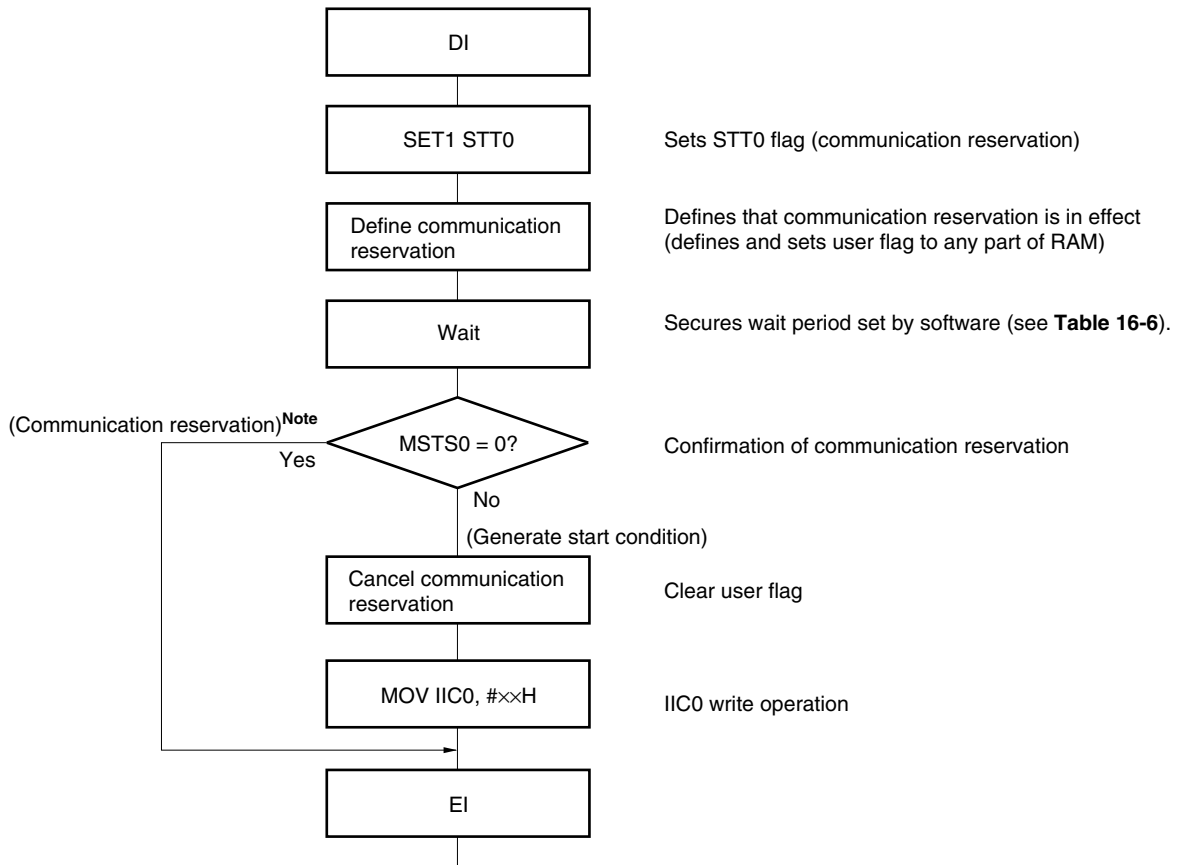 DI
SET1 STT0
Sets STT0 flag (communication reservation)
Define communication
reservation
Defines that communication reservation is in effect
(defines and sets user flag to any part of RAM)
Wait
Secures wait period set by software (see Table 16-6).
(Communication reservation)Note
Yes
MSTS0 = 0?
Confirmation of communication reservation
No
(Generate start condition)
Cancel communication
reservation
Clear user flag
MOV IIC0, #××H
IIC0 write operation
EI